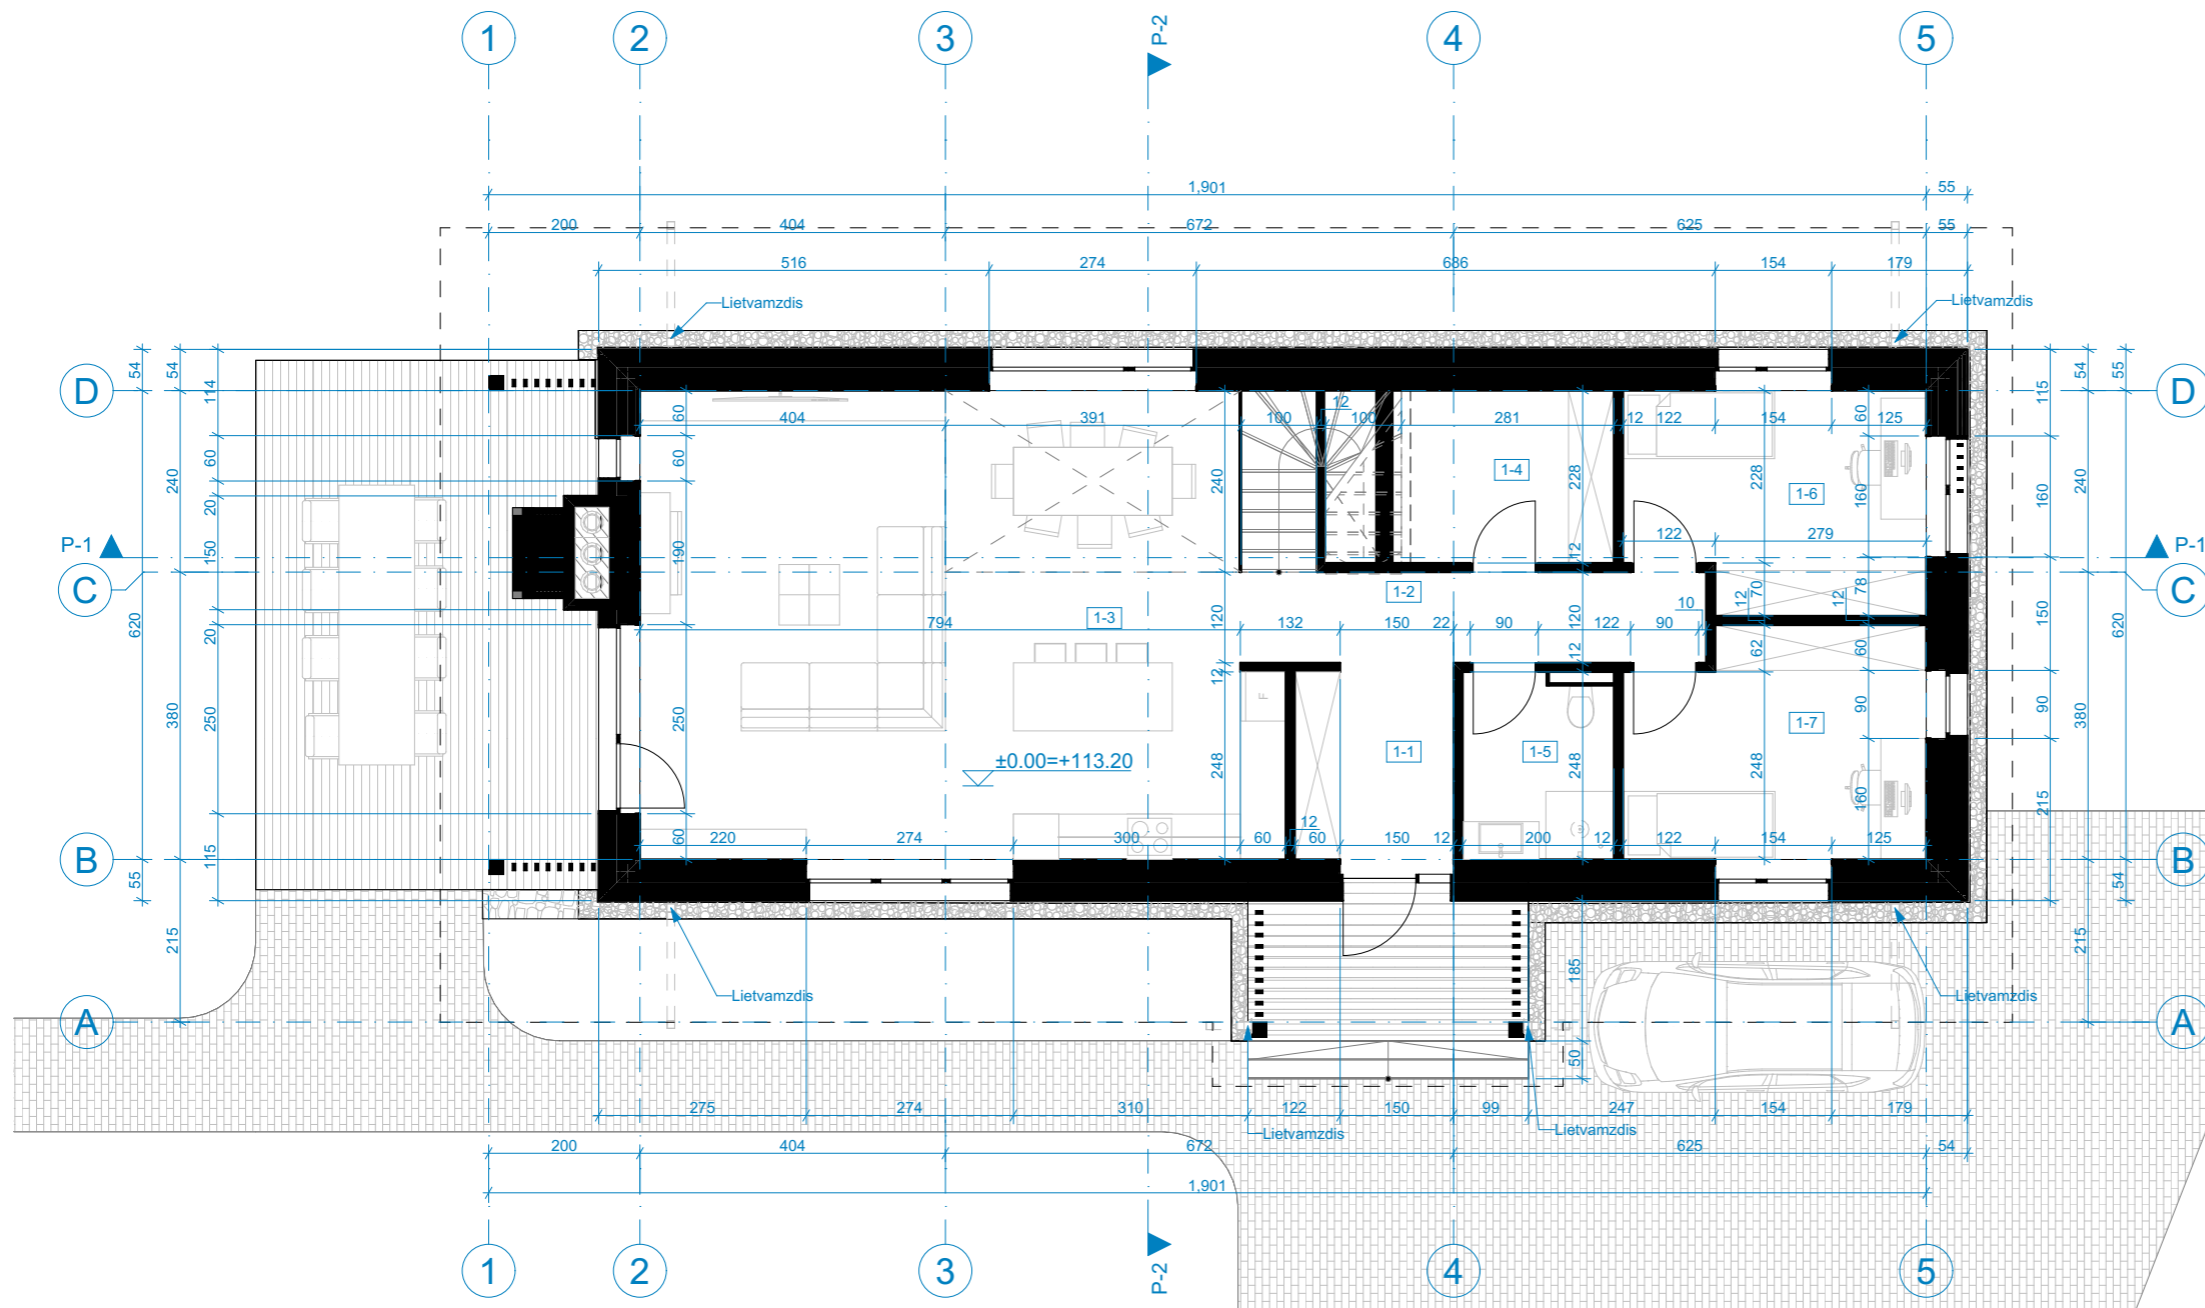 1 2 3 P-2 4 5
1,901 55
200 404 672 625 55
516 274 686 154 179
Lietvamzdis Lietvamzdis
54 54 114 115 54 55
D D
60 12 60
404 391 100 100 281 12 122 154 125
60 240 60 240 228 228 160 160 240
1-4 1-6
20
P-1 150 190 122 279 P-1
12
C C
1-2 70 12 78 12
620 20 1-3 120 120 10 150 620
794 132 150 22 90 122 90
12 12 62 60
F
380 250 250 90 90 380
1-1 1-5 1-7
±0.00=+113.20
248 248 248 160 215
60 12
220 274 300 60 60 150 12 200 12 122 154 125
B B
115 55 54
215 185 215
Lietvamzdis Lietvamzdis
A A
50
275 274 310 122 150 99 247 154 179
Lietvamzdis Lietvamzdis
200 404 672 625 54
1,901
1 2 3 P-2 4 5